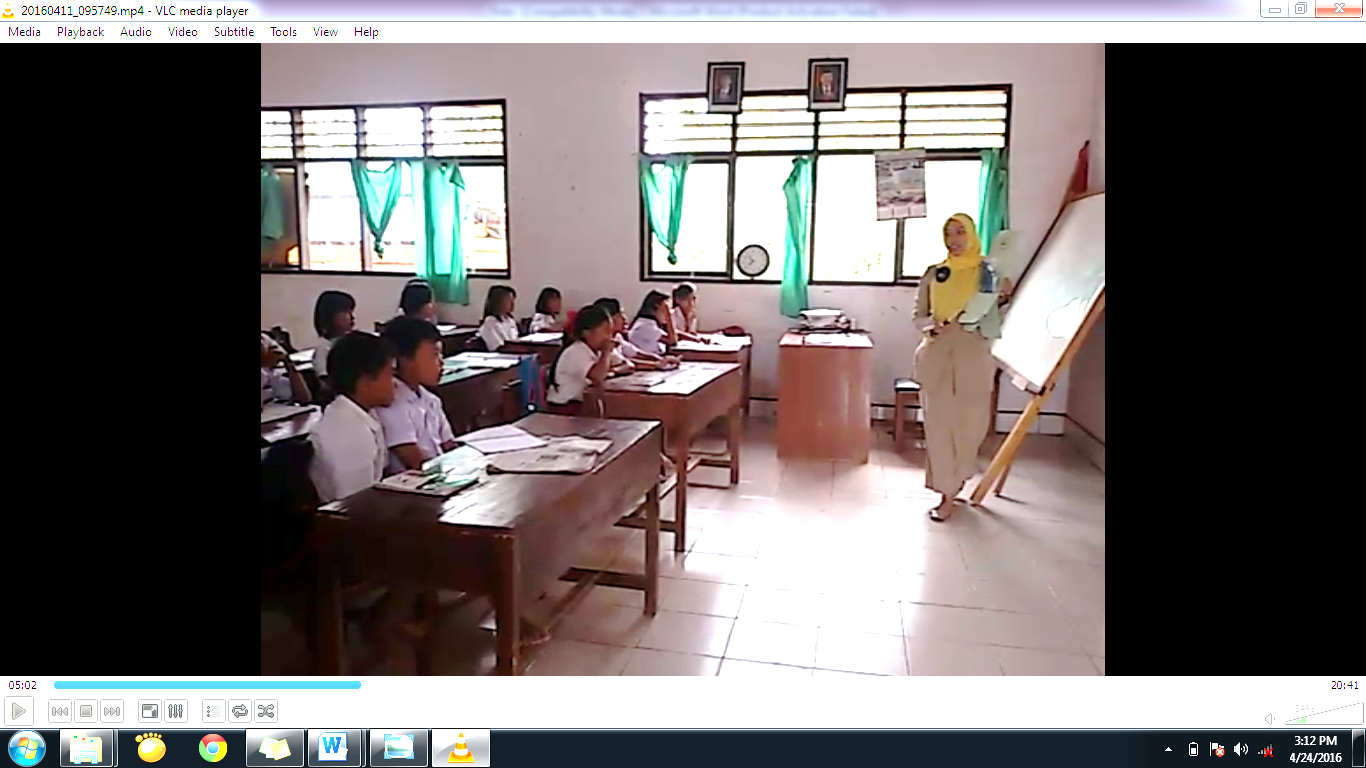 20160411_095749.mp4 - VLC media player
Media Playback Audio Video Subtitle Tools View Help
05:02
20:41
3:12 PM
4/24/2016